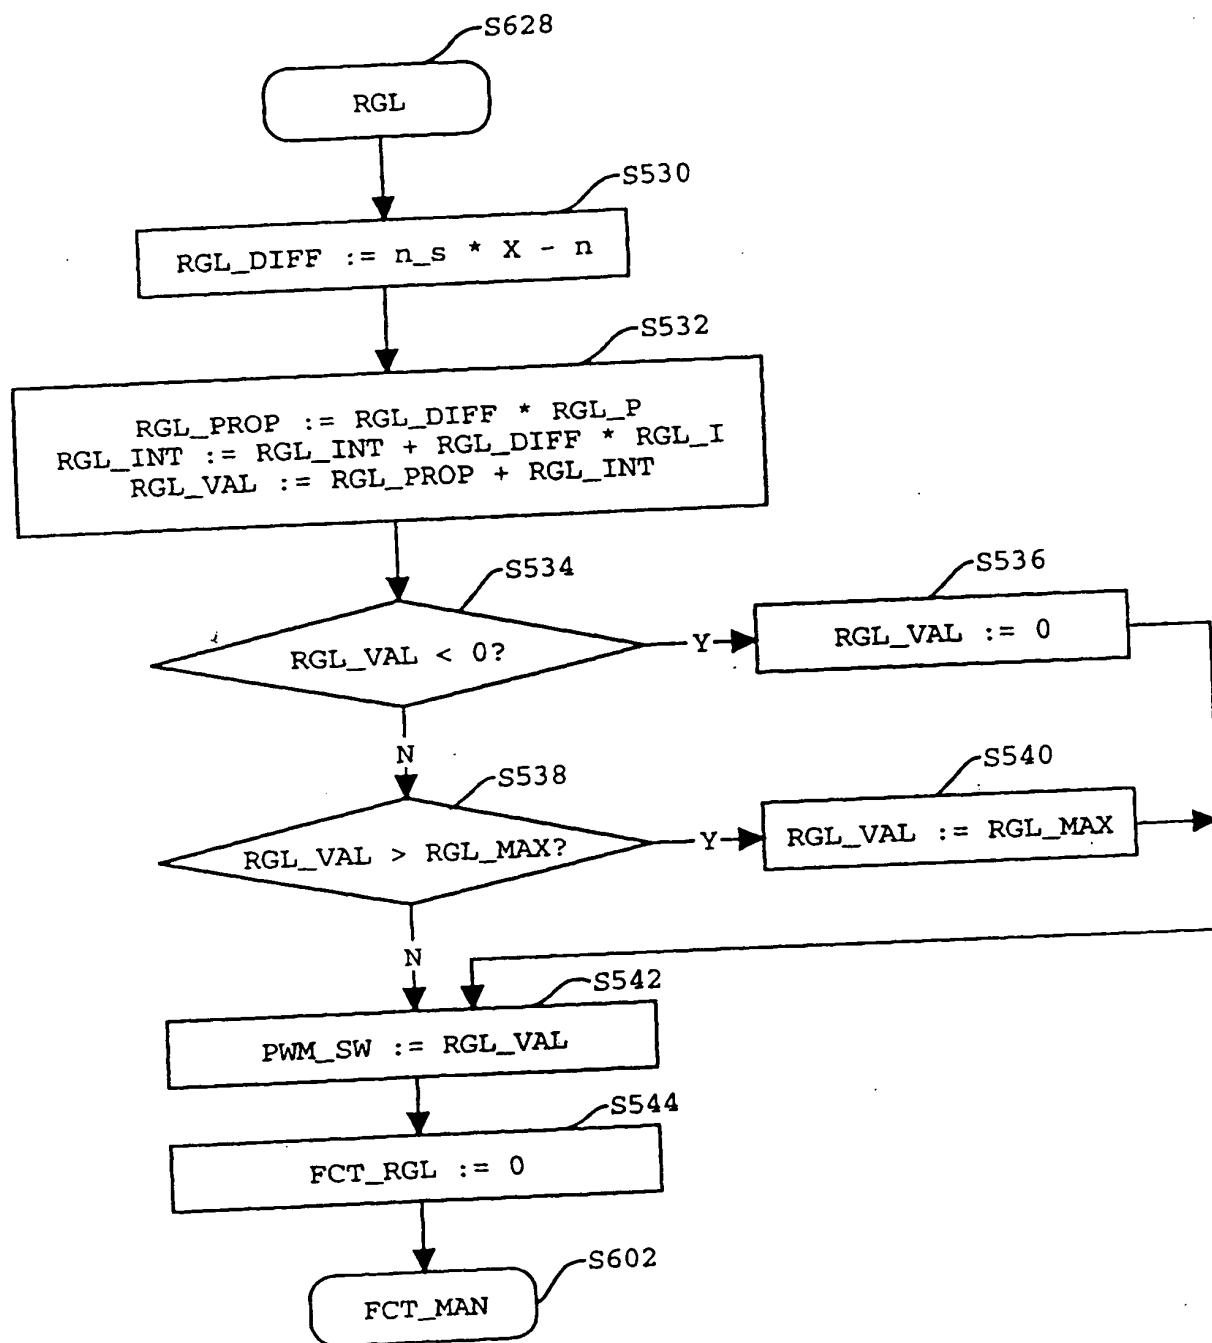 S628
RGL
S530
RGL_DIFF := n_s * X - n
S532
RGL_PROP := RGL_DIFF * RGL_P
RGL_INT := RGL_INT + RGL_DIFF * RGL_I
RGL_VAL := RGL_PROP + RGL_INT
S534
RGL_VAL < 0?
Y
S536
RGL_VAL := 0
N
S538
RGL_VAL > RGL_MAX?
Y
S540
RGL_VAL := RGL_MAX
N
S542
PWM_SW := RGL_VAL
S544
FCT_RGL := 0
S602
FCT_MAN